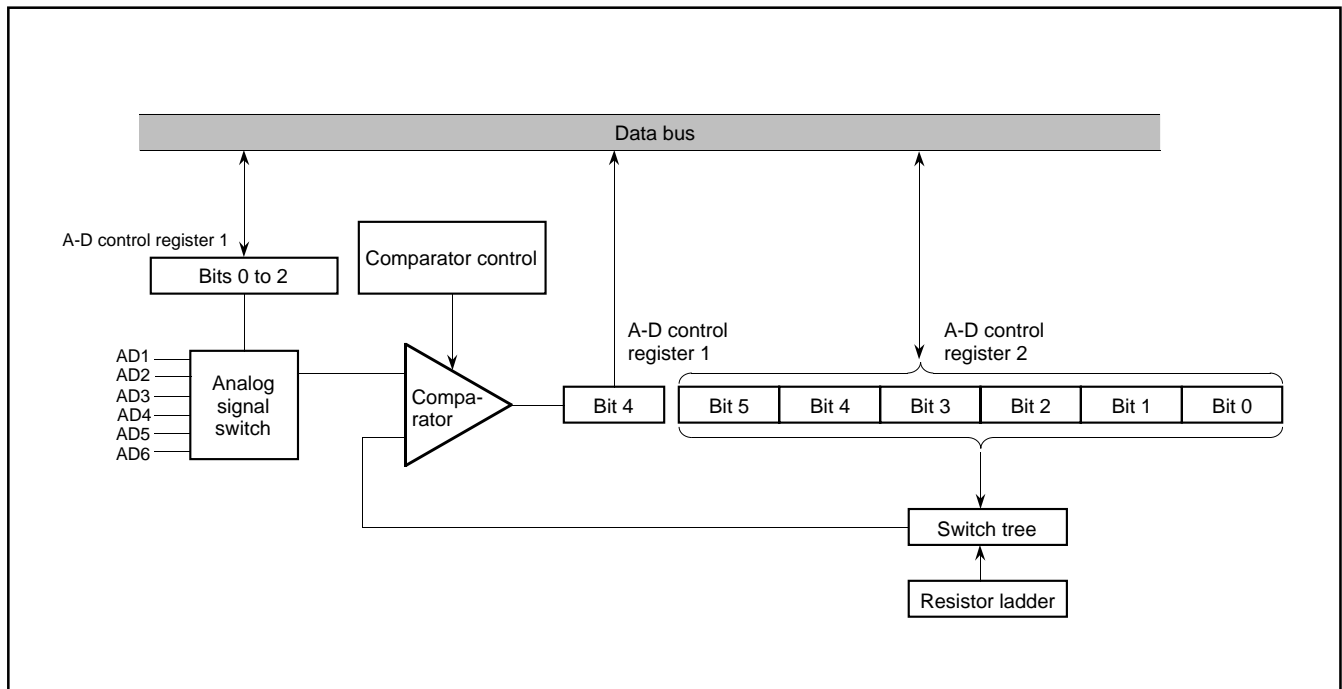 Data bus
A-D control register 1
Bits 0 to 2
Comparator control
AD1
AD2
AD3
AD4
AD5
AD6
Analog
signal
switch
Compa-
rator
A-D control
register 1
Bit 4
A-D control
register 2
Bit 5
Bit 4
Bit 3
Bit 2
Bit 1
Bit 0
Switch tree
Resistor ladder